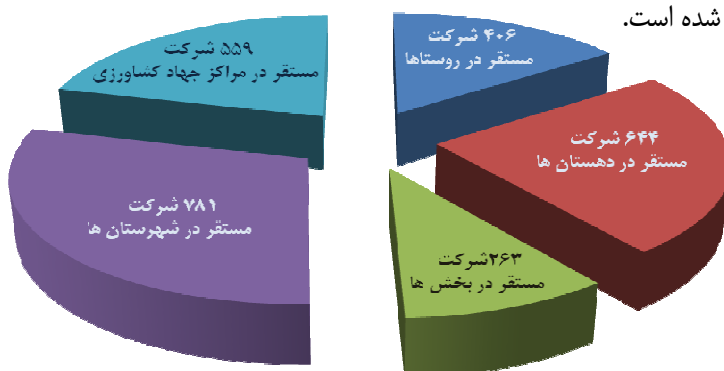 شده است.
۴۰۶ شرکت
مستقر در روستاها
۵۵۹ شرکت
مستقر در مراکز جهاد کشاورزی
۶۴۴ شرکت
مستقر در دهستان ها
۷۸۱ شرکت
مستقر در شهرستان ها
۲۶۳شرکت
مستقر در بخش ها